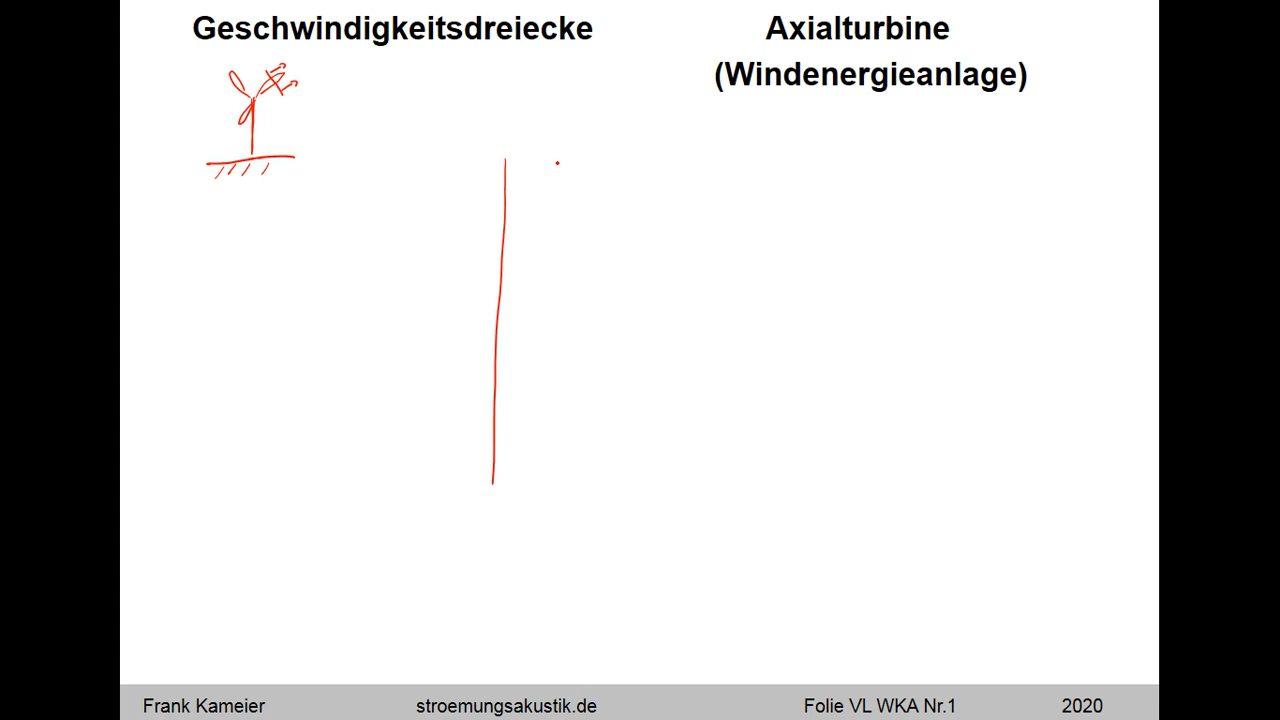 Geschwindigkeitsdreiecke
Axialturbine
(Windenergieanlage)
Frank Kameier stroemungsakustik.de Folie VL WKA Nr.1 2020